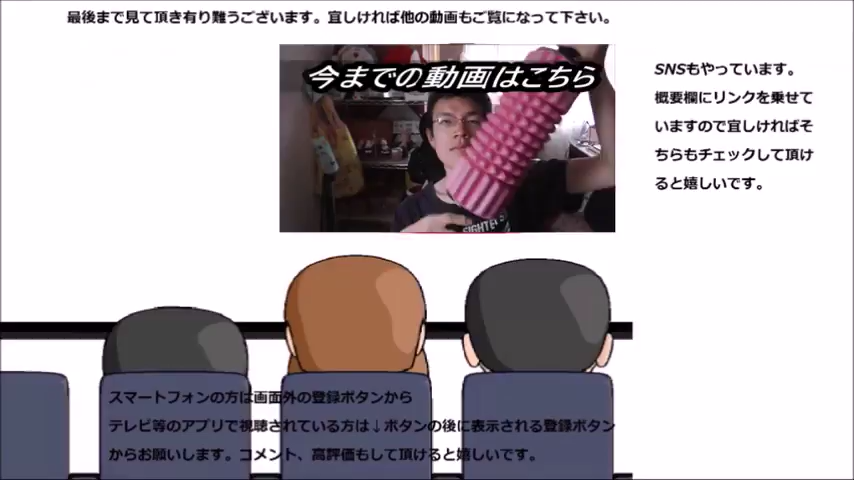 最後まで見て頂き有り難うございます。宜しければ他の動画もご覧になって下さい。
今までの動画はこちら
SNSもやっています。
概要欄にリンクを乗せて
いますので宜しければそ
ちらもチェックして頂け
ると嬉しいです。
スマートフォンの方は画面外の登録ボタンから
テレビ等のアプリで視聴されている方は↓ボタンの後に表示される登録ボタン
からお願いします。コメント、高評価もして頂けると嬉しいです。